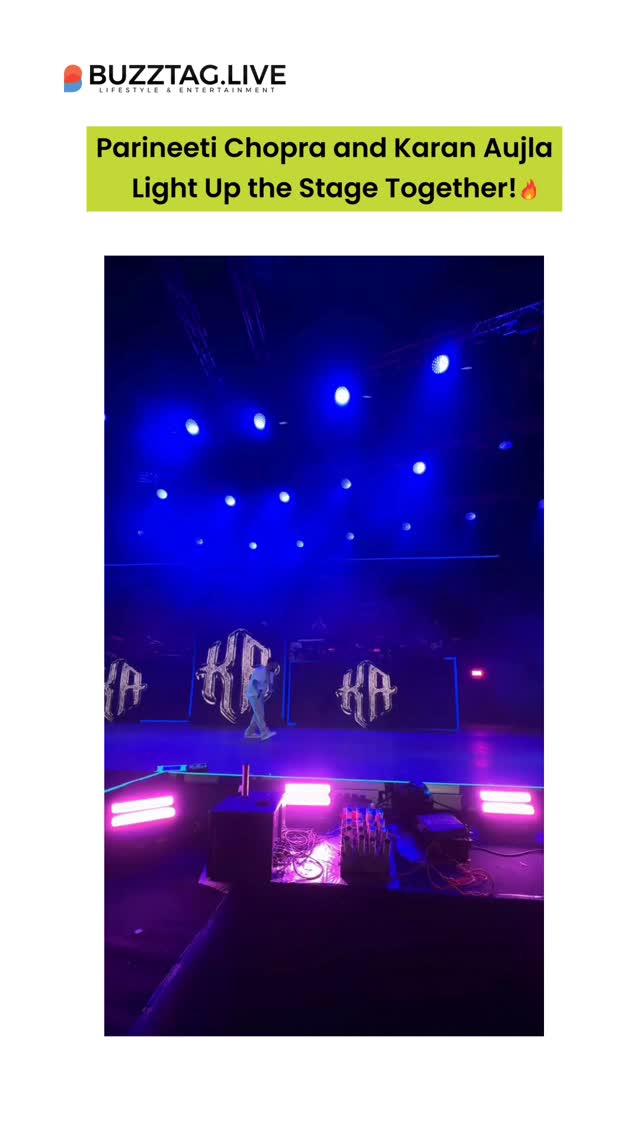 BUZZTAG.LIVE
LIFESTYLE & ENTERTAINMENT
Parineeti Chopra and Karan Aujla
Light Up the Stage Together!🔥
KA KA KA